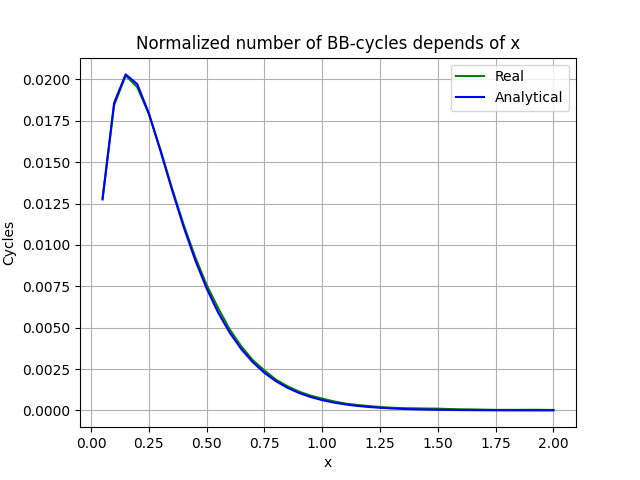 Normalized number of BB-cycles depends of x
Real
Analytical
0.0200
0.0175
0.0150
0.0125
0.0100
0.0075
0.0050
0.0025
0.0000
Cycles
0.00 0.25 0.50 0.75 1.00 1.25 1.50 1.75 2.00
x